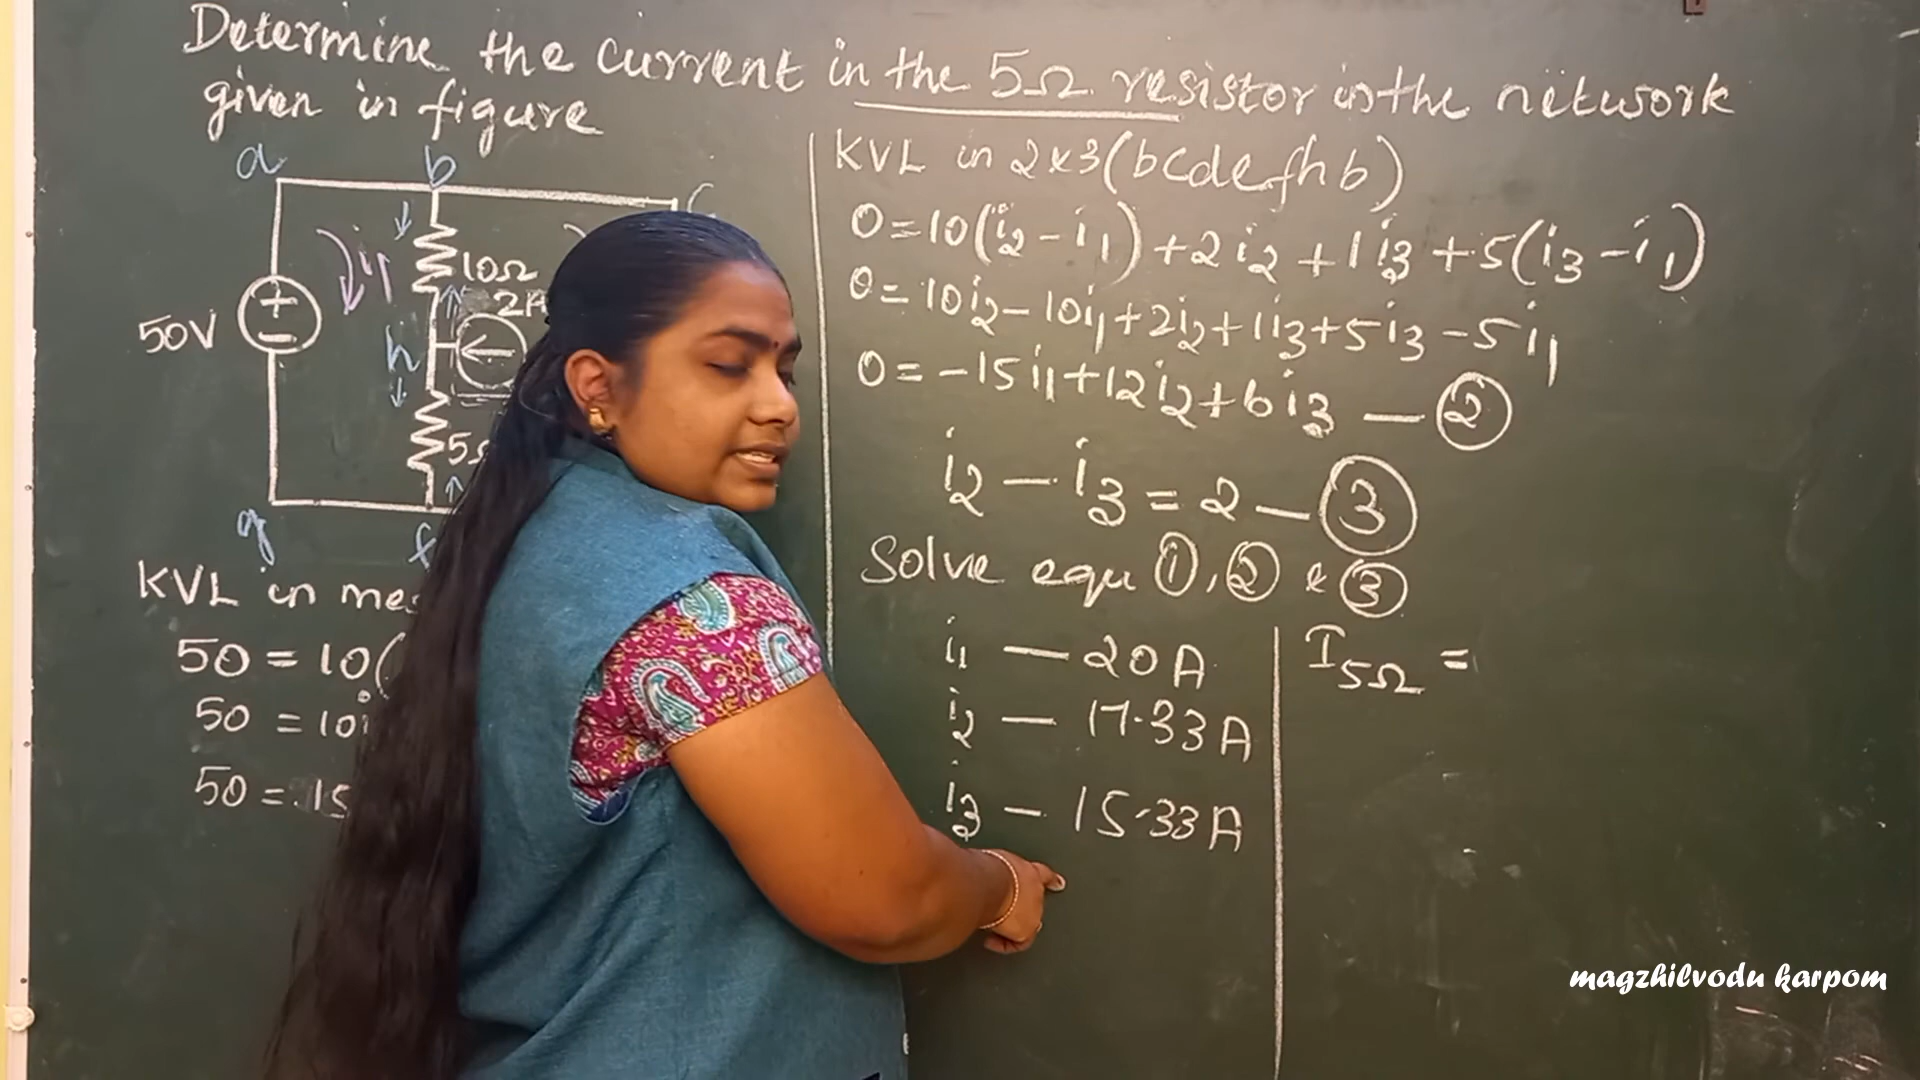 Determine the current in the 5Ω resistor in the network
given in figure
a b
i1
10Ω
2A
50V
h
5Ω
g f
KVL in
50 = 10(
50 = 10i
50 = 15
KVL in 2&3(bcdefhb)
0=10(i2-i1)+2i2+1i3+5(i3-i1)
0=10i2-10i1+2i2+1i3+5i3-5i1
0=-15i1+12i2+6i3 — ②
i2 - i3 = 2 — ③
Solve equ ①, ② & ③
i1 — 20A
i2 — 17.33A
i3 — 15.33A
I5Ω =
magzhilvodu karpom